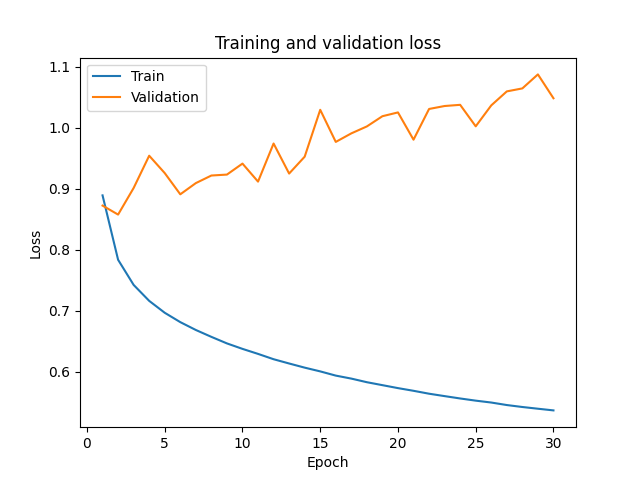 Training and validation loss
Train
Validation
1.1
1.0
0.9
0.8
0.7
0.6
Loss
0 5 10 15 20 25 30
Epoch